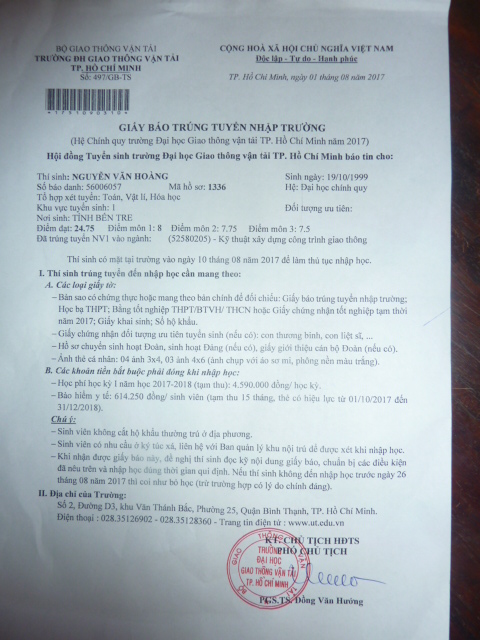 BỘ GIAO THÔNG VẬN TẢI
TRƯỜNG ĐH GIAO THÔNG VẬN TẢI
TP. HỒ CHÍ MINH
Số: 497/GB-TS
CỘNG HOÀ XÃ HỘI CHỦ NGHĨA VIỆT NAM
Độc lập - Tự do - Hạnh phúc
TP. Hồ Chí Minh, ngày 01 tháng 08 năm 2017
GIẤY BÁO TRÚNG TUYỂN NHẬP TRƯỜNG
(Hệ Chính quy trường Đại học Giao thông vận tải TP. Hồ Chí Minh năm 2017)
Hội đồng Tuyển sinh trường Đại học Giao thông vận tải TP. Hồ Chí Minh báo tin cho:
Thí sinh: NGUYỄN VĂN HOÀNG Sinh ngày: 19/10/1999
Số báo danh: 56006057 Mã hồ sơ: 1336 Hệ: Đại học chính quy
Tổ hợp xét tuyển: Toán, Vật lí, Hóa học
Khu vực tuyển sinh: 1 Đối tượng ưu tiên:
Nơi sinh: TỈNH BẾN TRE
Điểm đạt: 24.75 Điểm môn 1: 8 Điểm môn 2: 7.75 Điểm môn 3: 7.5
Đã trúng tuyển NV1 vào ngành: (52580205) - Kỹ thuật xây dựng công trình giao thông
Thí sinh có mặt tại trường vào ngày 10 tháng 08 năm 2017 để làm thủ tục nhập học.
I. Thí sinh trúng tuyển đến nhập học cần mang theo:
A. Các loại giấy tờ:
– Bản sao có chứng thực hoặc mang theo bản chính để đối chiếu: Giấy báo trúng tuyển nhập trường;
Học bạ THPT; Bằng tốt nghiệp THPT/BTVH/ THCN hoặc Giấy chứng nhận tốt nghiệp tạm thời
năm 2017; Giấy khai sinh; Sổ hộ khẩu.
– Giấy chứng nhận đối tượng ưu tiên tuyển sinh (nếu có): con thương binh, con liệt sĩ, ...
– Hồ sơ chuyển sinh hoạt Đoàn, sinh hoạt Đảng (nếu có), giấy giới thiệu cán bộ Đoàn (nếu có).
– Ảnh thẻ cá nhân: 04 ảnh 3x4, 03 ảnh 4x6 (ảnh chụp với áo sơ mi, phông nền màu trắng).
B. Các khoản tiền bắt buộc phải đóng khi nhập học:
– Học phí học kỳ I năm học 2017-2018 (tạm thu): 4.590.000 đồng/ học kỳ.
– Bảo hiểm y tế: 614.250 đồng/ sinh viên (tạm thu 15 tháng, thẻ có hiệu lực từ 01/10/2017 đến
31/12/2018).
Chú ý:
– Sinh viên không cắt hộ khẩu thường trú ở địa phương.
– Sinh viên có nhu cầu ở ký túc xá, liên hệ với Ban quản lý khu nội trú để được xét khi nhập học.
– Khi nhận được giấy báo này, đề nghị thí sinh đọc kỹ nội dung giấy báo, chuẩn bị các điều kiện
đã nêu trên và nhập học đúng thời gian qui định. Nếu thí sinh không đến nhập học trước ngày 26
tháng 08 năm 2017 thì coi như bỏ học (trừ trường hợp có lý do chính đáng).
II. Địa chỉ của Trường:
Số 2, Đường D3, khu Văn Thánh Bắc, Phường 25, Quận Bình Thạnh, TP. Hồ Chí Minh.
Điện thoại : 028.35126902 - 028.35128360 - Trang tin điện tử : www.ut.edu.vn
KT. CHỦ TỊCH HĐTS
PHÓ CHỦ TỊCH
TRƯỜNG
ĐẠI HỌC
GIAO THÔNG VẬN TẢI
TP. HỒ CHÍ MINH
PGS.TS. Đồng Văn Hướng